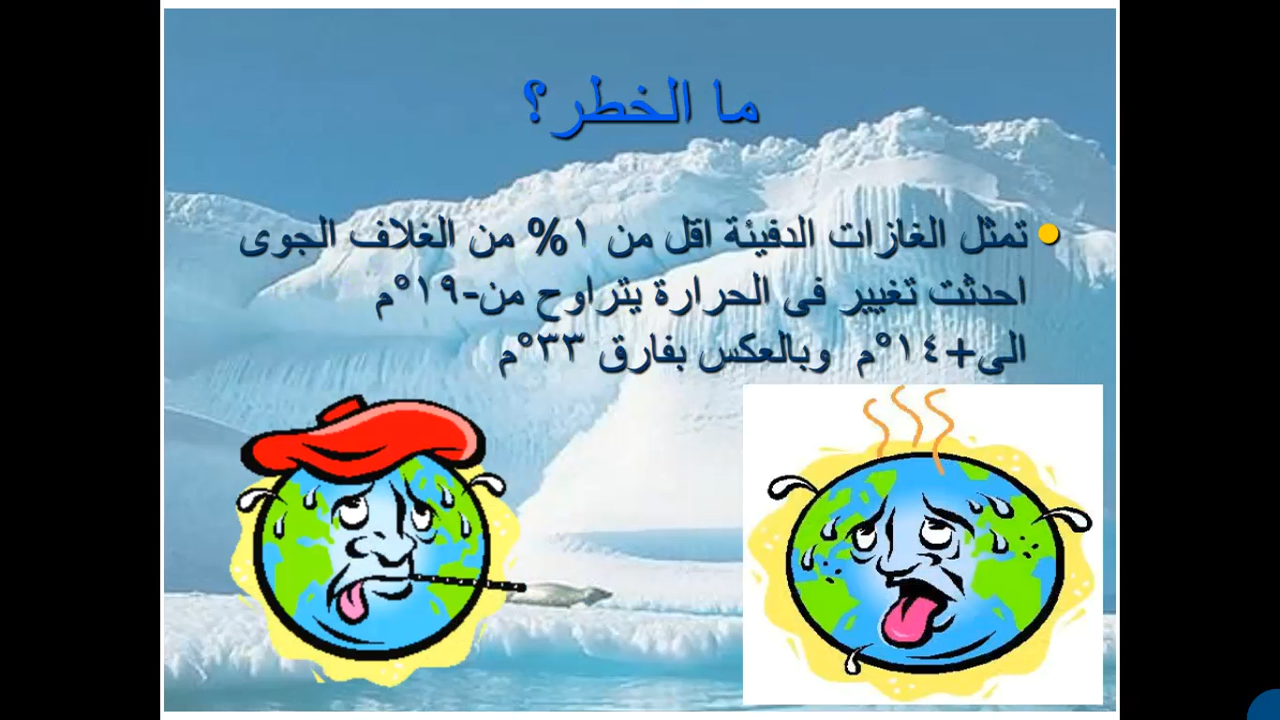 ما الخطر؟
• تمثل الغازات الدفيئة اقل من ١% من الغلاف الجوى
احدثت تغيير فى الحرارة يتراوح من-١٩°م
الى+١٤°م وبالعكس بفارق ٣٣°م